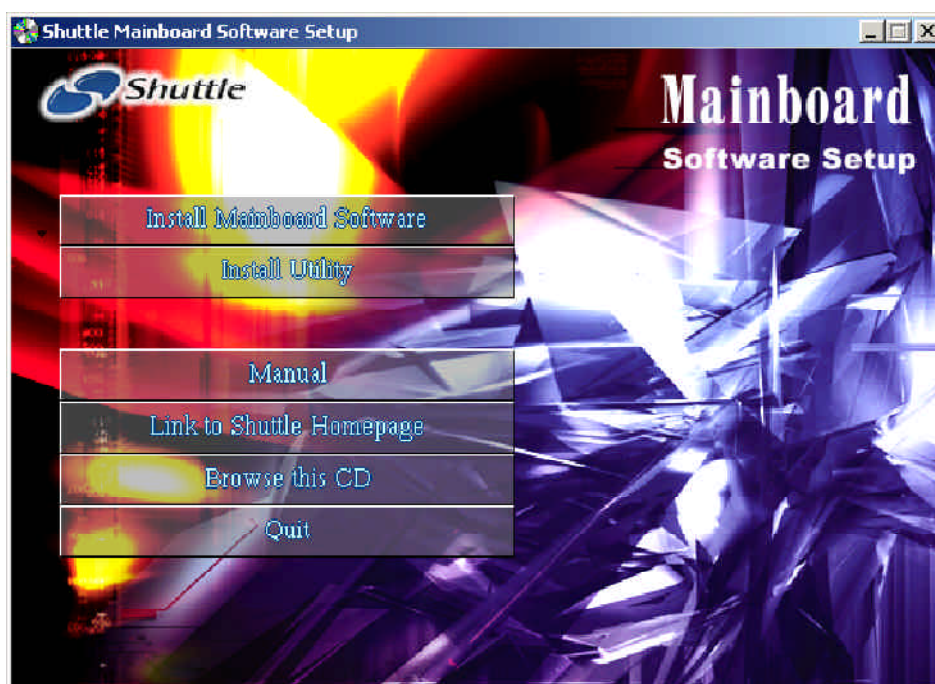 Shuttle Mainboard Software Setup
Shuttle
Mainboard
Software Setup
Install Mainboard Software
Install Utility
Manual
Link to Shuttle Homepage
Browse this CD
Quit